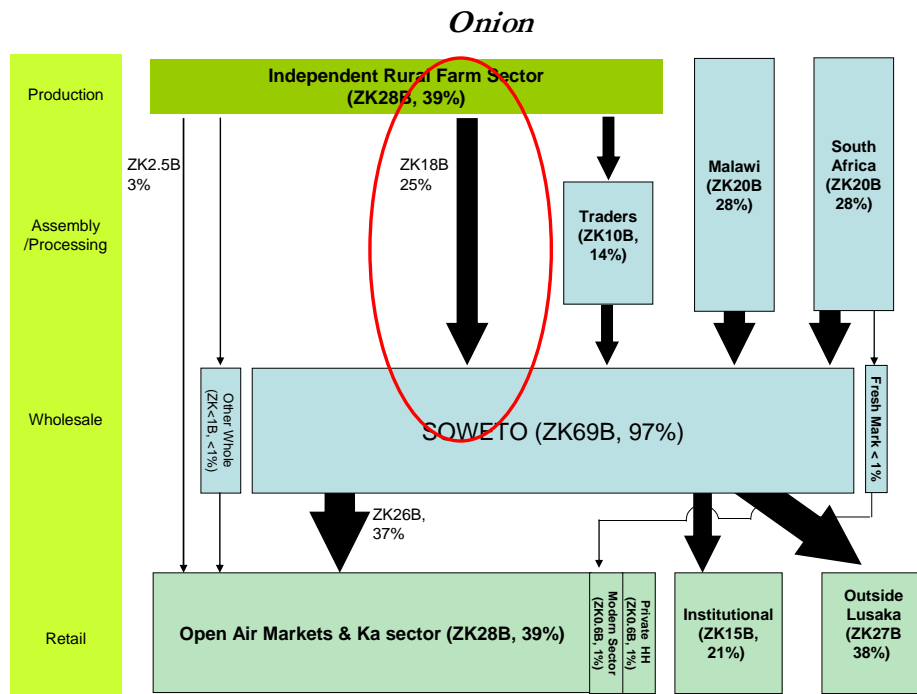 Onion
Production
Independent Rural Farm Sector
(ZK28B, 39%)
ZK2.5B
3%
ZK18B
25%
Malawi
(ZK20B
28%)
South
Africa
(ZK20B
28%)
Assembly
/Processing
Traders
(ZK10B,
14%)
Wholesale
Other Whole
(ZK<1B, <1%)
SOWETO (ZK69B, 97%)
Fresh Mark < 1%
ZK26B,
37%
Retail
Open Air Markets & Ka sector (ZK28B, 39%)
Modern Sector
(ZK0.6B, 1%)
Private HH
(ZK0.6B, 1%)
Institutional
(ZK15B,
21%)
Outside
Lusaka
(ZK27B
38%)